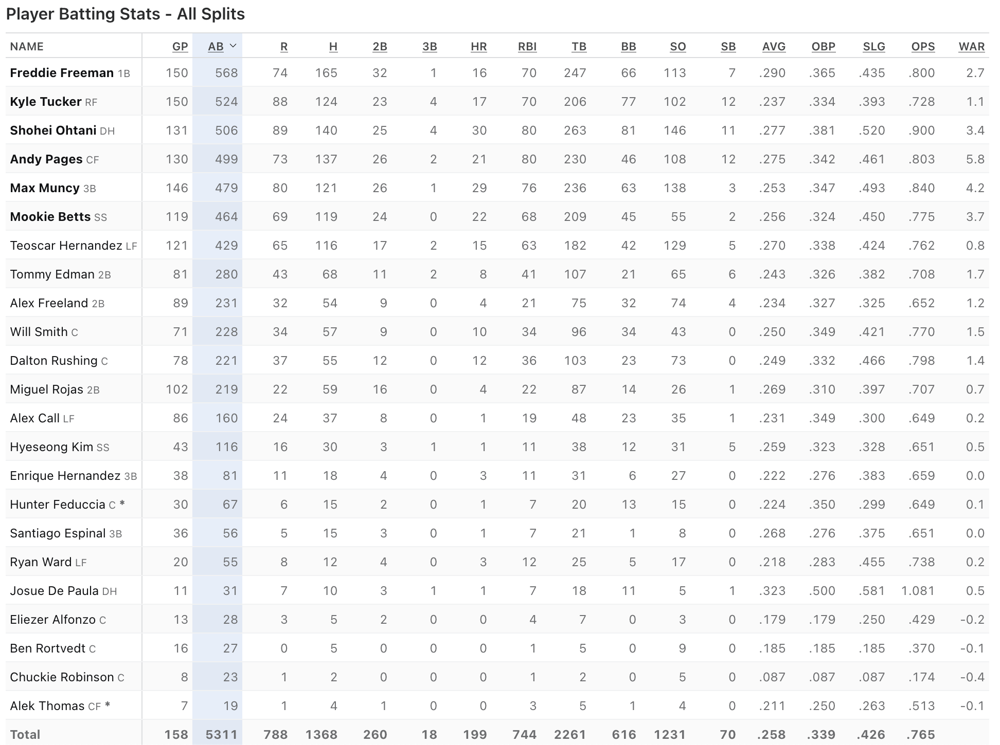 Player Batting Stats - All Splits
NAME GP AB R H 2B 3B HR RBI TB BB SO SB AVG OBP SLG OPS WAR
Freddie Freeman 1B 150 568 74 165 32 1 16 70 247 66 113 7 .290 .365 .435 .800 2.7
Kyle Tucker RF 150 524 88 124 23 4 17 70 206 77 102 12 .237 .334 .393 .728 1.1
Shohei Ohtani DH 131 506 89 140 25 4 30 80 263 81 146 11 .277 .381 .520 .900 3.4
Andy Pages CF 130 499 73 137 26 2 21 80 230 46 108 12 .275 .342 .461 .803 5.8
Max Muncy 3B 146 479 80 121 26 1 29 76 236 63 138 3 .253 .347 .493 .840 4.2
Mookie Betts SS 119 464 69 119 24 0 22 68 209 45 55 2 .256 .324 .450 .775 3.7
Teoscar Hernandez LF 121 429 65 116 17 2 15 63 182 42 129 5 .270 .338 .424 .762 0.8
Tommy Edman 2B 81 280 43 68 11 2 8 41 107 21 65 6 .243 .326 .382 .708 1.7
Alex Freeland 2B 89 231 32 54 9 0 4 21 75 32 74 4 .234 .327 .325 .652 1.2
Will Smith C 71 228 34 57 9 0 10 34 96 34 43 0 .250 .349 .421 .770 1.5
Dalton Rushing C 78 221 37 55 12 0 12 36 103 23 73 0 .249 .332 .466 .798 1.4
Miguel Rojas 2B 102 219 22 59 16 0 4 22 87 14 26 1 .269 .310 .397 .707 0.7
Alex Call LF 86 160 24 37 8 0 1 19 48 23 35 1 .231 .349 .300 .649 0.2
Hyeseong Kim SS 43 116 16 30 3 1 1 11 38 12 31 5 .259 .323 .328 .651 0.5
Enrique Hernandez 3B 38 81 11 18 4 0 3 11 31 6 27 0 .222 .276 .383 .659 0.0
Hunter Feduccia C * 30 67 6 15 2 0 1 7 20 13 15 0 .224 .350 .299 .649 0.1
Santiago Espinal 3B 36 56 5 15 3 0 1 7 21 1 8 0 .268 .276 .375 .651 0.0
Ryan Ward LF 20 55 8 12 4 0 3 12 25 5 17 0 .218 .283 .455 .738 0.2
Josue De Paula DH 11 31 7 10 3 1 1 7 18 11 5 1 .323 .500 .581 1.081 0.5
Eliezer Alfonzo C 13 28 3 5 2 0 0 4 7 0 3 0 .179 .179 .250 .429 -0.2
Ben Rortvedt C 16 27 0 5 0 0 0 1 5 0 9 0 .185 .185 .185 .370 -0.1
Chuckie Robinson C 8 23 1 2 0 0 0 1 2 0 5 0 .087 .087 .087 .174 -0.4
Alek Thomas CF * 7 19 1 4 1 0 0 3 5 1 4 0 .211 .250 .263 .513 -0.1
Total 158 5311 788 1368 260 18 199 744 2261 616 1231 70 .258 .339 .426 .765